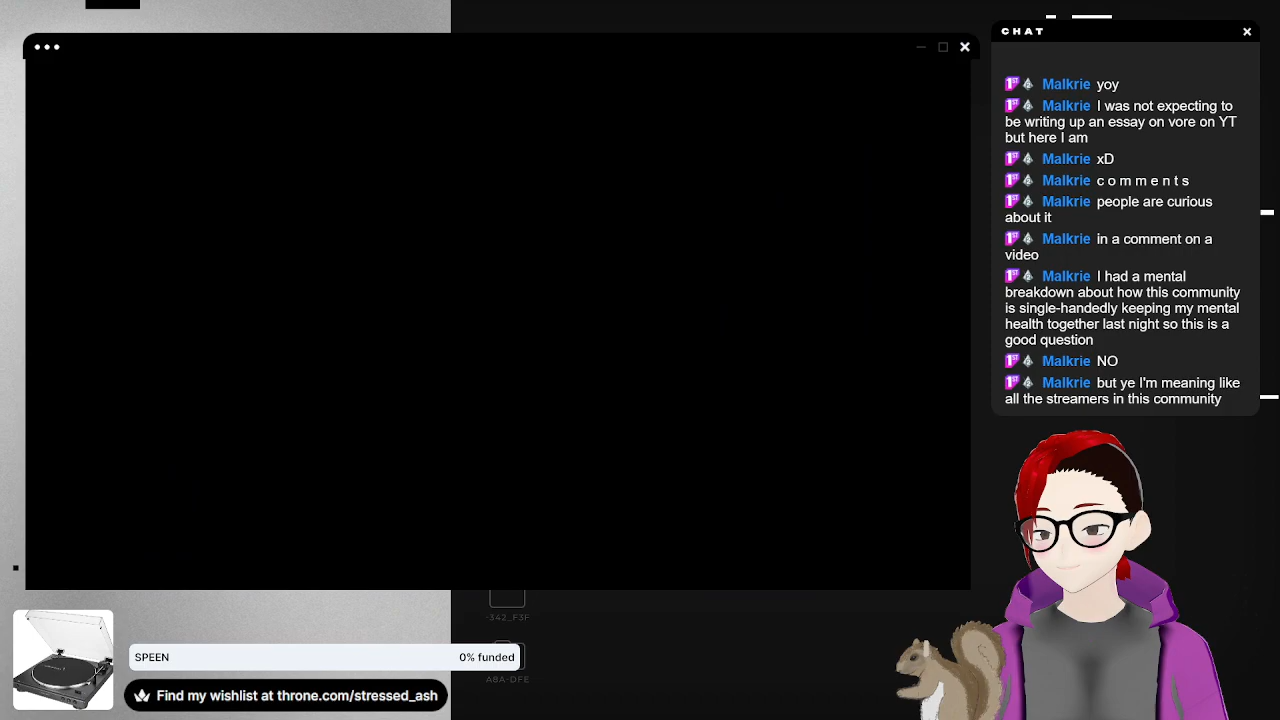 CHAT
Malkrie yoy
Malkrie I was not expecting to
be writing up an essay on vore on YT
but here I am
Malkrie xD
Malkrie c o m m e n t s
Malkrie people are curious
about it
Malkrie in a comment on a
video
Malkrie I had a mental
breakdown about how this community
is single-handedly keeping my mental
health together last night so this is a
good question
Malkrie NO
Malkrie but ye I'm meaning like
all the streamers in this community
-342_F3F
SPEEN 0% funded
A8A-DFE
Find my wishlist at throne.com/stressed_ash